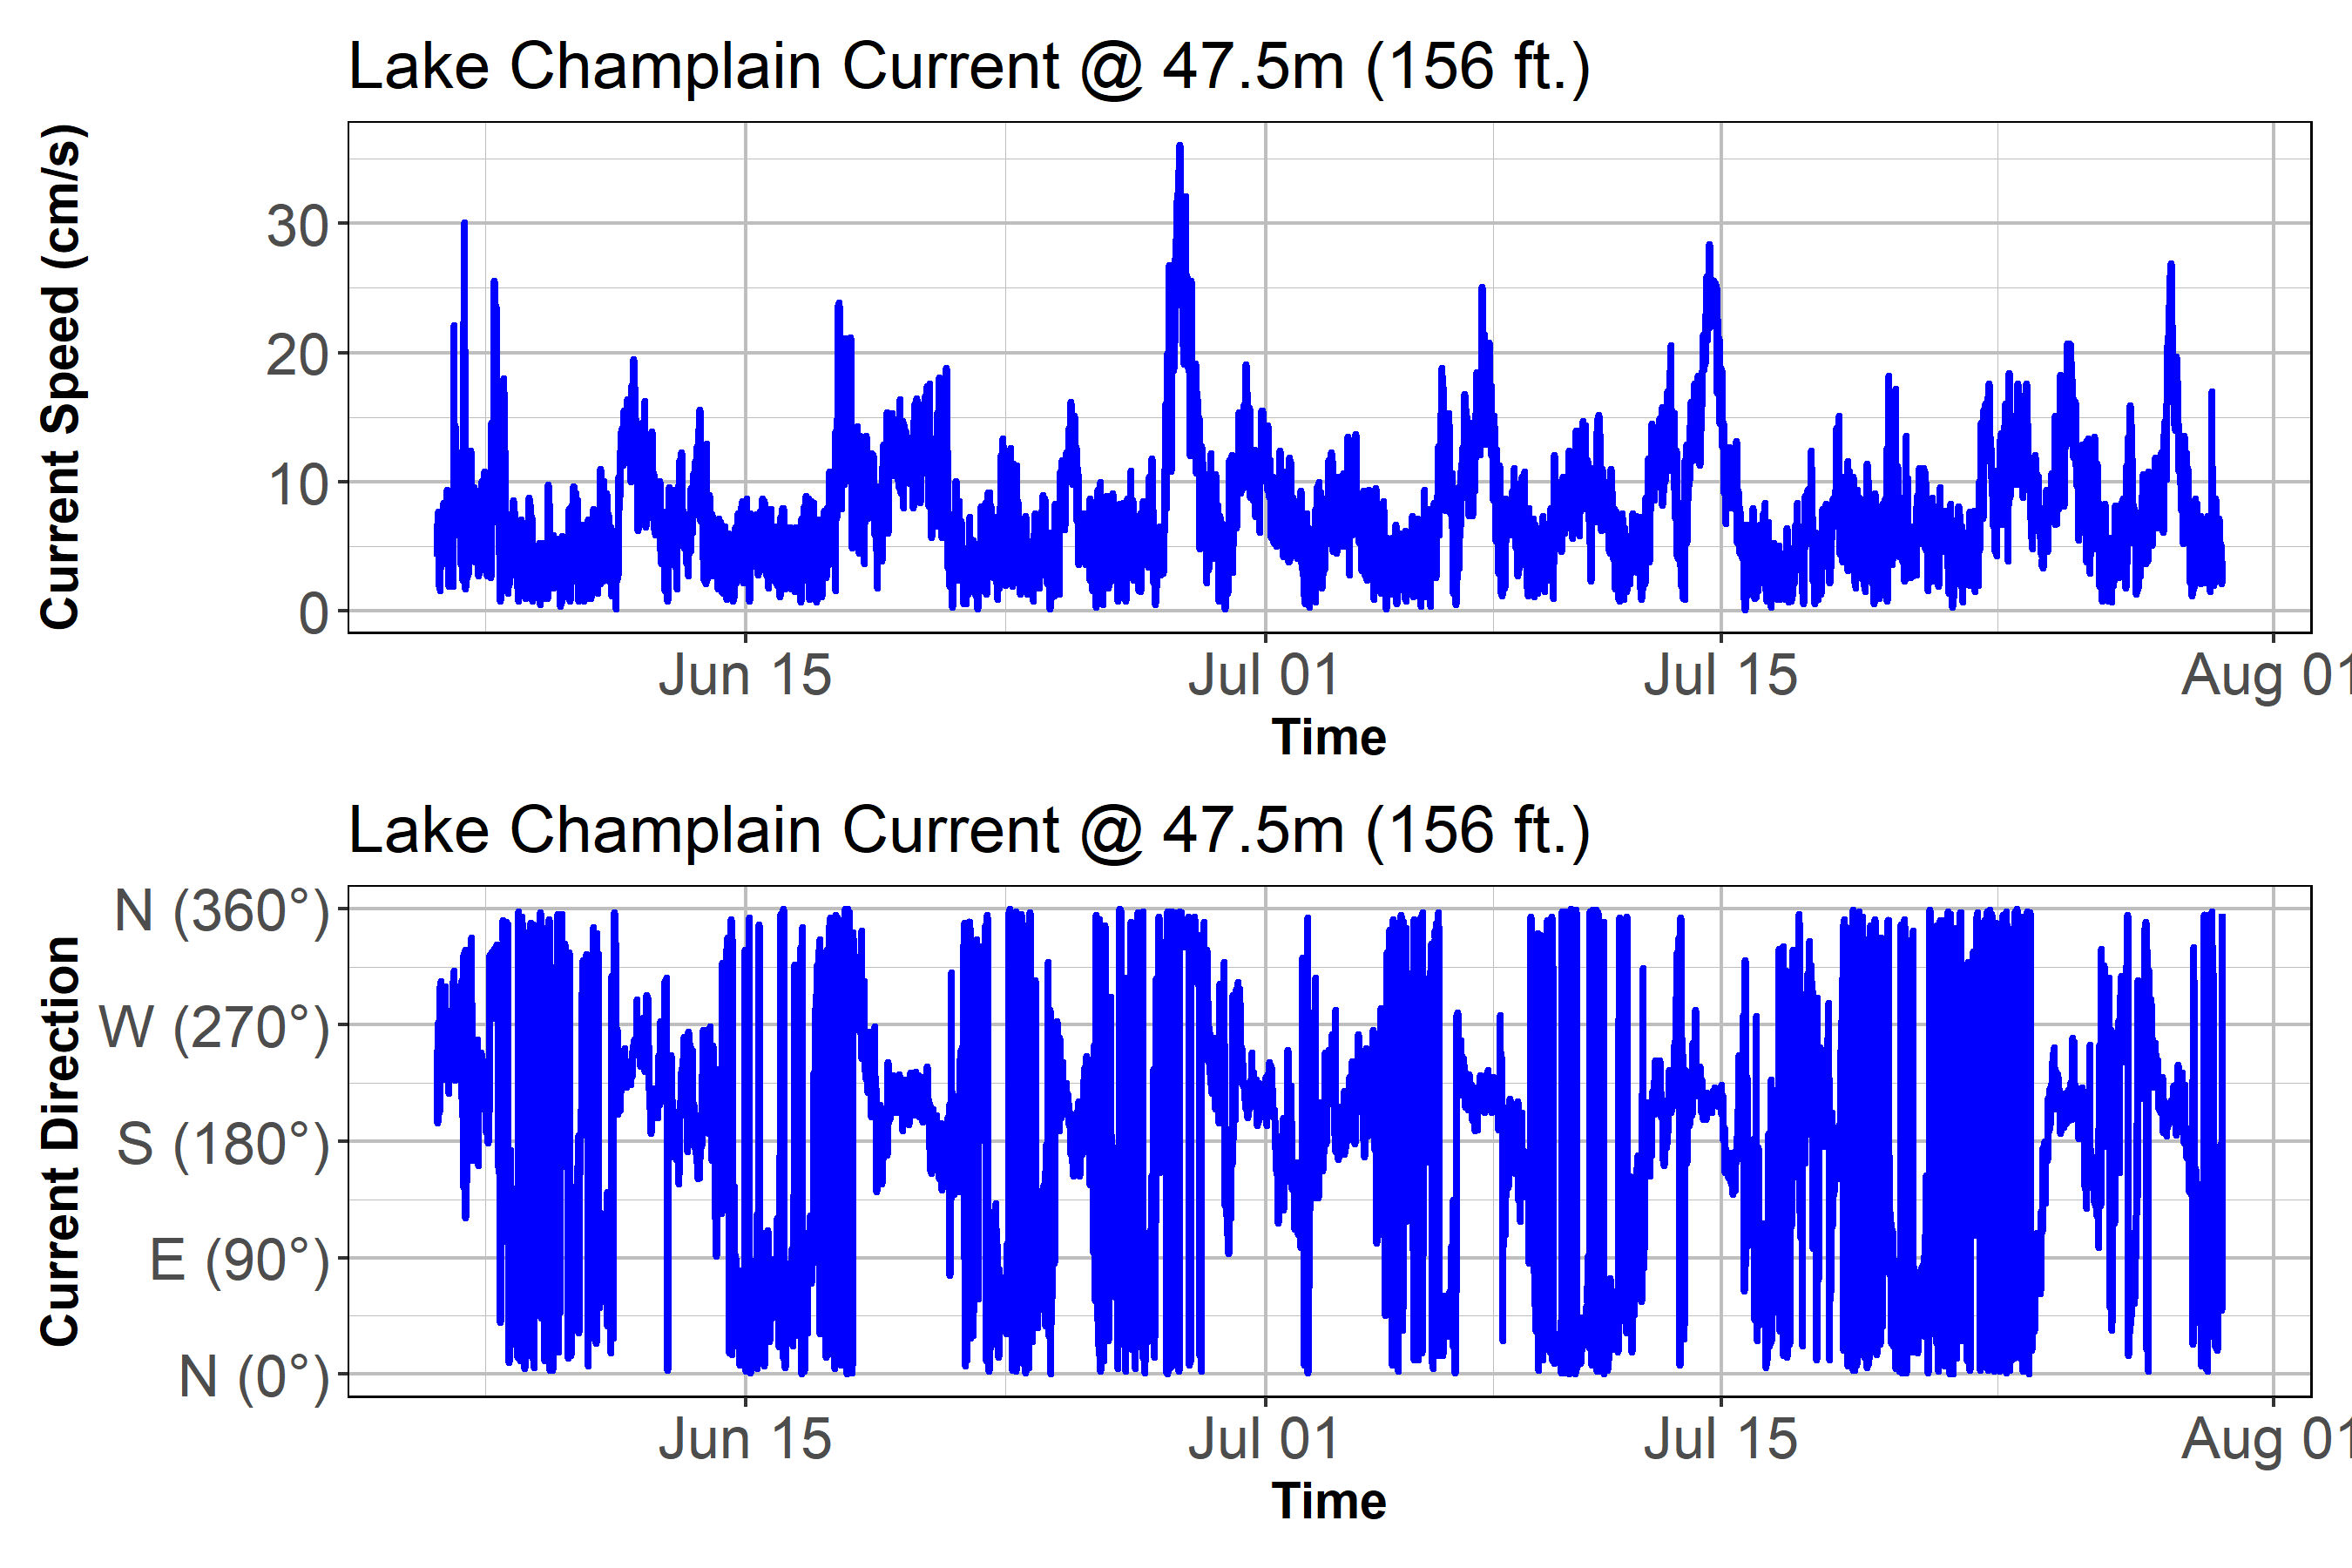 Lake Champlain Current @ 47.5m (156 ft.)
Current Speed (cm/s)
30
20
10
0
Jun 15
Jul 01
Jul 15
Aug 01
Time
Lake Champlain Current @ 47.5m (156 ft.)
Current Direction
N (360°)
W (270°)
S (180°)
E (90°)
N (0°)
Jun 15
Jul 01
Jul 15
Aug 01
Time